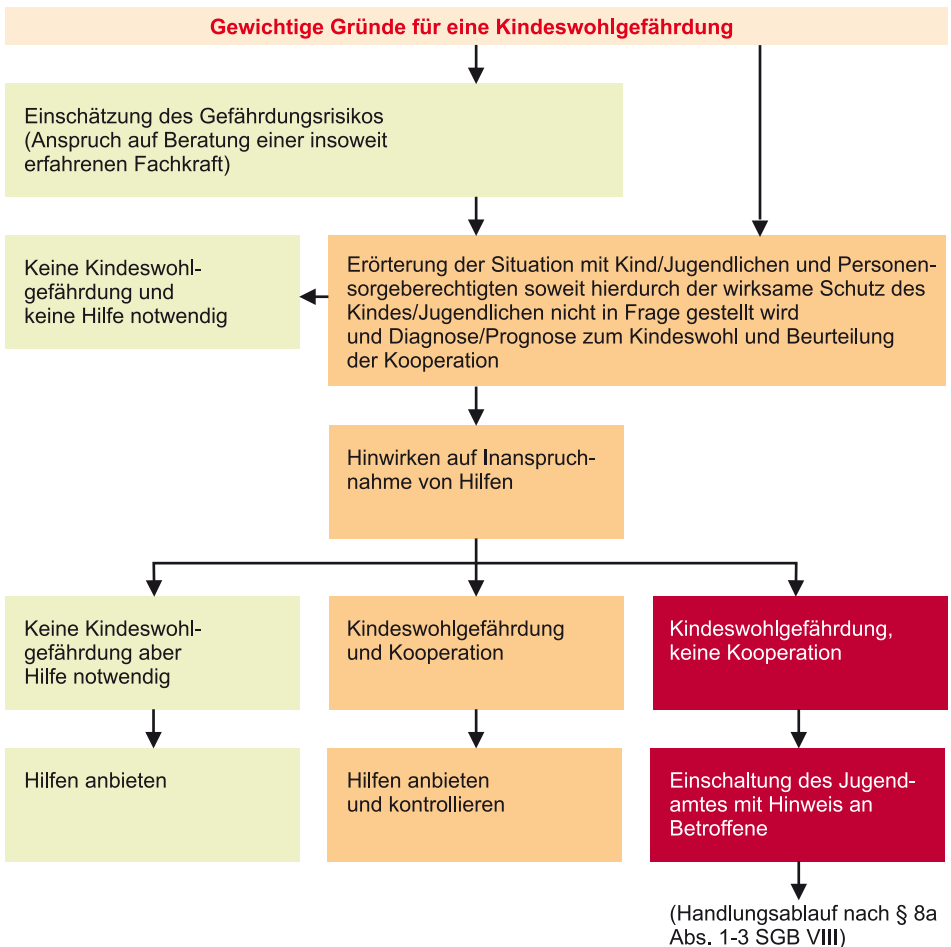 Gewichtige Gründe für eine Kindeswohlgefährdung
Einschätzung des Gefährdungsrisikos
(Anspruch auf Beratung einer insoweit
erfahrenen Fachkraft)
Keine Kindeswohl-
gefährdung und
keine Hilfe notwendig
Erörterung der Situation mit Kind/Jugendlichen und Personen-
sorgeberechtigten soweit hierdurch der wirksame Schutz des
Kindes/Jugendlichen nicht in Frage gestellt wird
und Diagnose/Prognose zum Kindeswohl und Beurteilung
der Kooperation
Hinwirken auf Inanspruch-
nahme von Hilfen
Keine Kindeswohl-
gefährdung aber
Hilfe notwendig
Kindeswohlgefährdung
und Kooperation
Kindeswohlgefährdung,
keine Kooperation
Hilfen anbieten
Hilfen anbieten
und kontrollieren
Einschaltung des Jugend-
amtes mit Hinweis an
Betroffene
(Handlungsablauf nach § 8a
Abs. 1-3 SGB VIII)